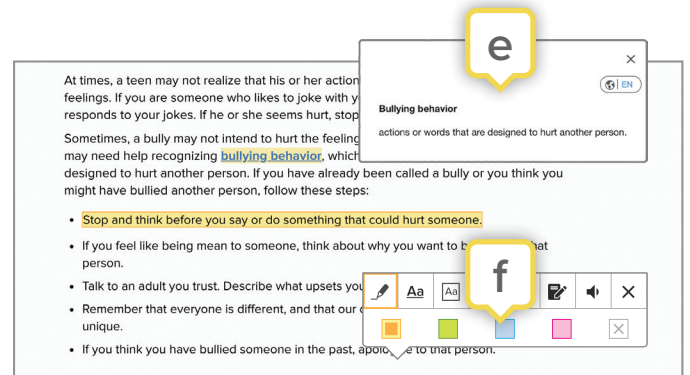 At times, a teen may not realize that his or her action
feelings. If you are someone who likes to joke with y
responds to your jokes. If he or she seems hurt, stop
Sometimes, a bully may not intend to hurt the feeling
may need help recognizing bullying behavior, which
designed to hurt another person. If you have already been called a bully or you think you
might have bullied another person, follow these steps:
• Stop and think before you say or do something that could hurt someone.
• If you feel like being mean to someone, think about why you want to b hat
person.
• Talk to an adult you trust. Describe what upsets you
• Remember that everyone is different, and that our
unique.
• If you think you have bullied someone in the past, apolo e to that person.
e
EN
Bullying behavior
actions or words that are designed to hurt another person.
f
Aa
Aa